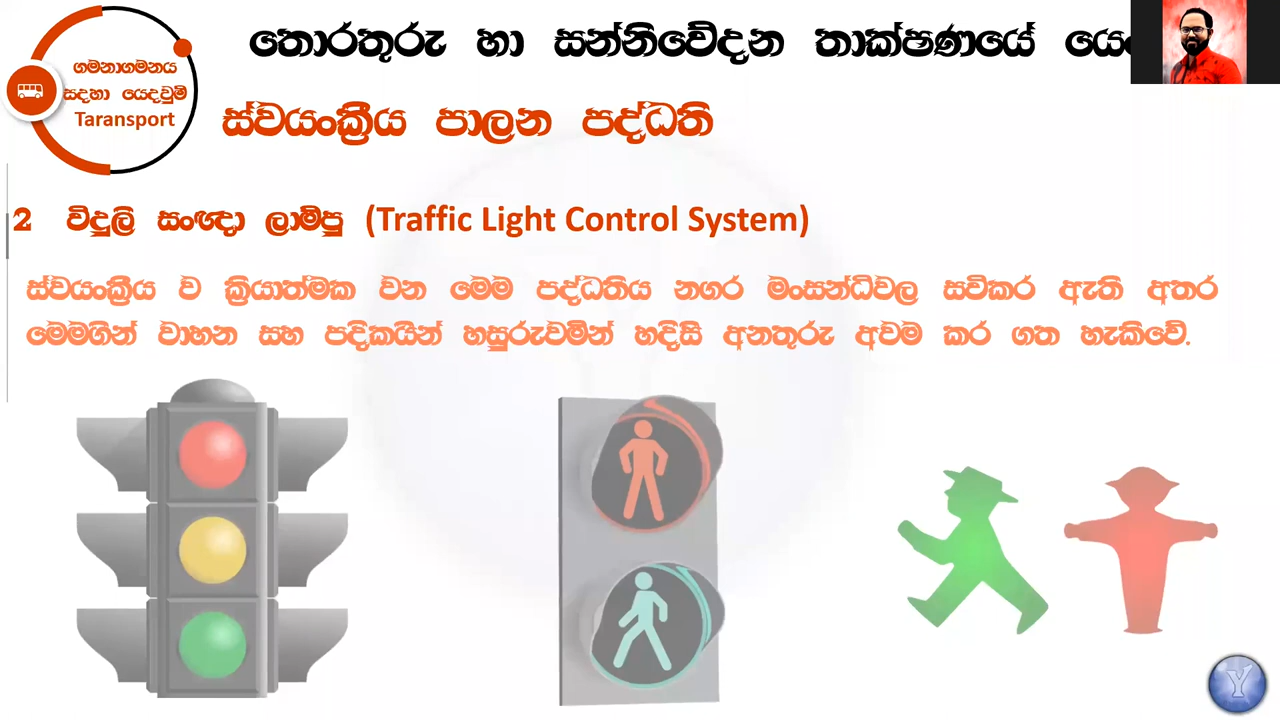 තොරතුරු හා සන්නිවේදන තාක්ෂණයේ
ගමනාගමනය
සදහා යෙදවුම්
Taransport
ස්වයංක්‍රීය පාලන පද්ධති
2 විදුලි සංඥා ලාම්පු (Traffic Light Control System)
ස්වයංක්‍රීය ව ක්‍රියාත්මක වන මෙම පද්ධතිය නගර මංසන්ධිවල සවිකර ඇති අතර
මෙමගින් වාහන සහ පදිකයින් හසුරුවමින් හදිසි අනතුරු අවම කර ගත හැකිවේ.
Y